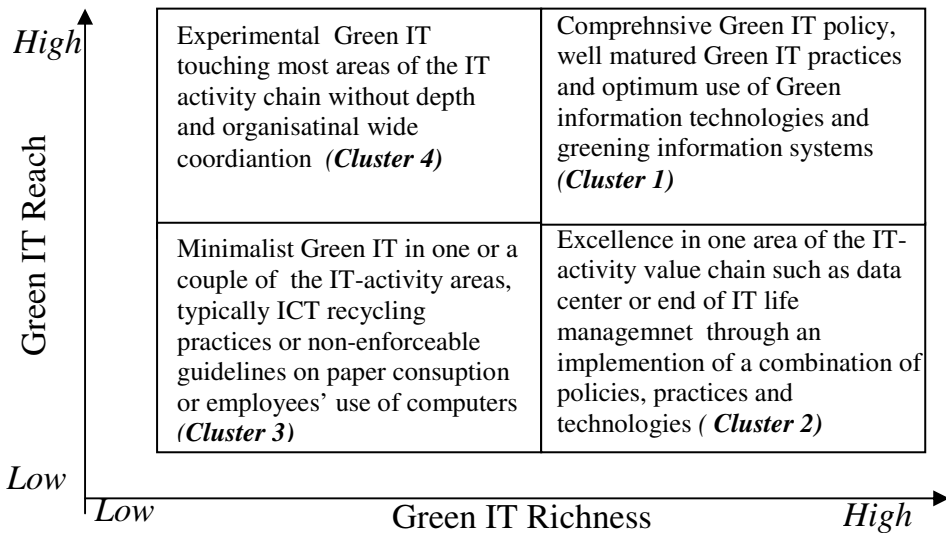 High
Experimental Green IT
touching most areas of the IT
activity chain without depth
and organisatinal wide
coordiantion (Cluster 4)
Comprehnsive Green IT policy,
well matured Green IT practices
and optimum use of Green
information technologies and
greening information systems
(Cluster 1)
Green IT Reach
Minimalist Green IT in one or a
couple of the IT-activity areas,
typically ICT recycling
practices or non-enforceable
guidelines on paper consuption
or employees' use of computers
(Cluster 3)
Excellence in one area of the IT-
activity value chain such as data
center or end of IT life
managemnet through an
implemention of a combination of
policies, practices and
technologies ( Cluster 2)
Low
Low
Green IT Richness
High